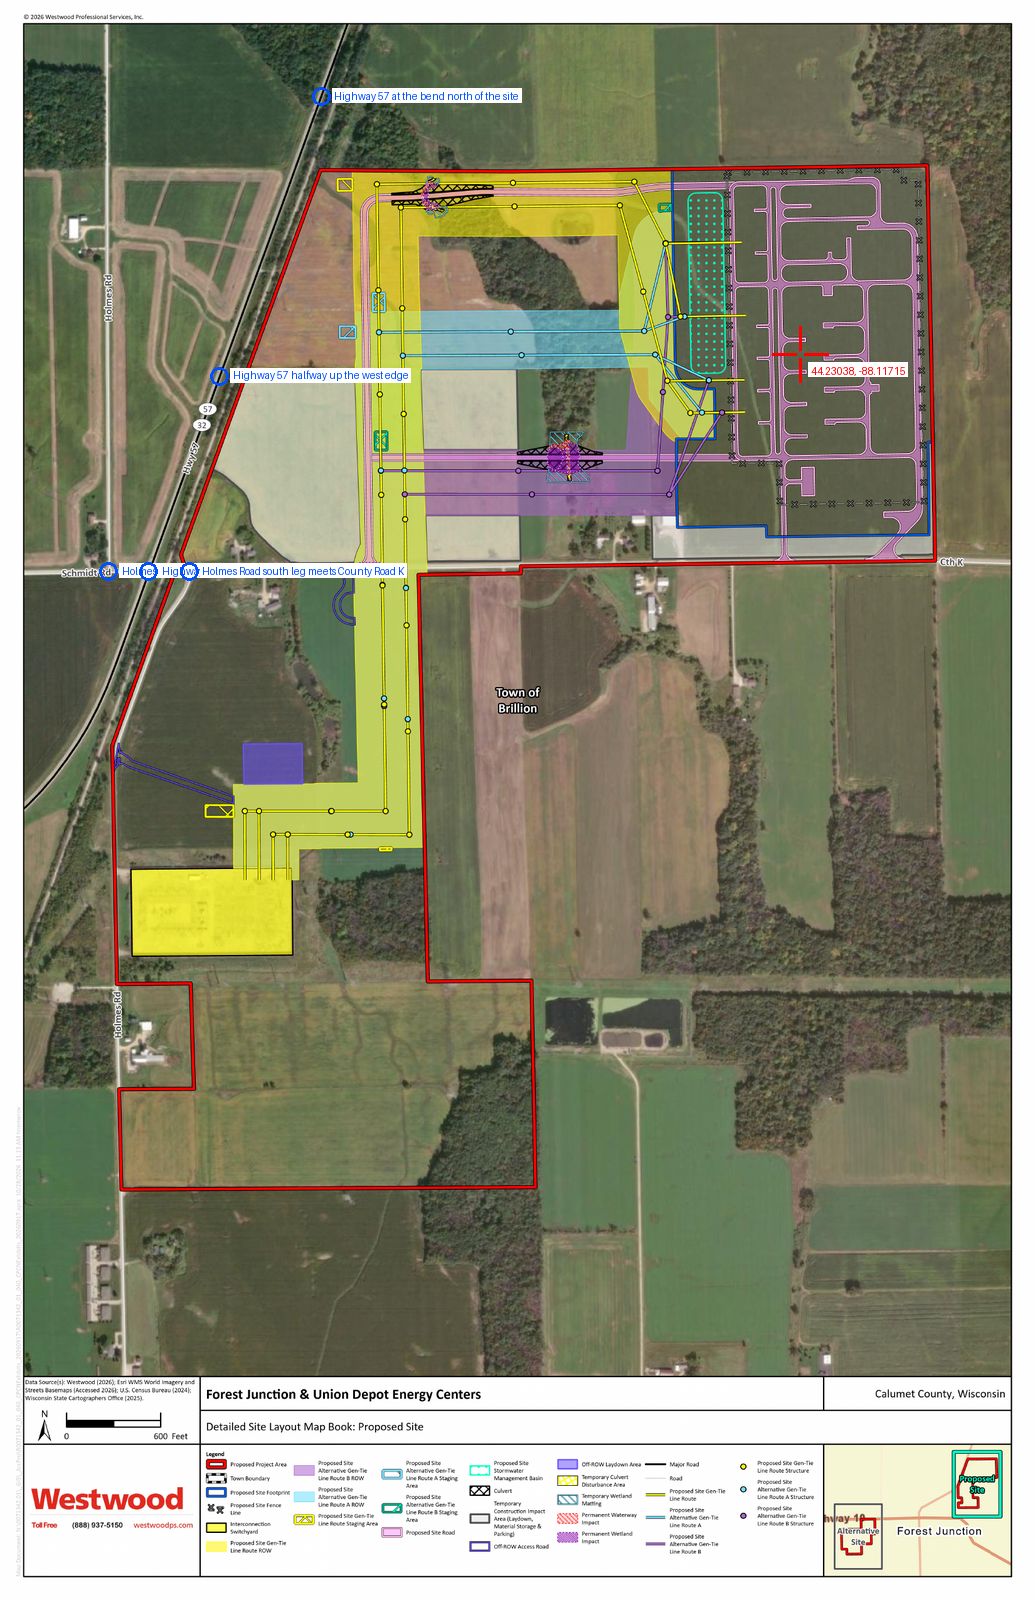 © 2026 Westwood Professional Services, Inc.
Highway 57 at the bend north of the site
Holmes Rd
44.23038, -88.11715
Highway 57 halfway up the west edge
57
32
Hwy 57
Schmidt Rd
Holmes
Highway
Holmes Road south leg meets County Road K
Cth K
Town of
Brillion
Holmes Rd
Data Source(s): Westwood (2026); Esri WMS World Imagery and
Streets Basemaps (Accessed 2026); U.S. Census Bureau (2024);
Wisconsin State Cartographers Office (2025).
N
0
600 Feet
Forest Junction & Union Depot Energy Centers
Calumet County, Wisconsin
Detailed Site Layout Map Book: Proposed Site
Westwood
Toll Free (888) 937-5150 westwoodps.com
Legend
Proposed Project Area
Town Boundary
Proposed Site Footprint
Proposed Site Fence
Line
Interconnection
Switchyard
Proposed Site Gen-Tie
Line Route ROW
Proposed Site
Alternative Gen-Tie
Line Route B ROW
Proposed Site
Alternative Gen-Tie
Line Route A ROW
Proposed Site Gen-Tie
Line Route Staging Area
Proposed Site
Alternative Gen-Tie
Line Route A Staging
Area
Proposed Site
Alternative Gen-Tie
Line Route B Staging
Area
Proposed Site Road
Proposed Site
Stormwater
Management Basin
Culvert
Temporary
Construction Impact
Area (Laydown,
Material Storage &
Parking)
Off-ROW Access Road
Off-ROW Laydown Area
Temporary Culvert
Disturbance Area
Temporary Wetland
Matting
Permanent Waterway
Impact
Permanent Wetland
Impact
Major Road
Road
Proposed Site Gen-Tie
Line Route
Proposed Site
Alternative Gen-Tie
Line Route A
Proposed Site
Alternative Gen-Tie
Line Route B
Proposed Site Gen-Tie
Line Route Structure
Proposed Site
Alternative Gen-Tie
Line Route A Structure
Proposed Site
Alternative Gen-Tie
Line Route B Structure
Proposed
Site
hway 10
Alternative
Site
Forest Junction